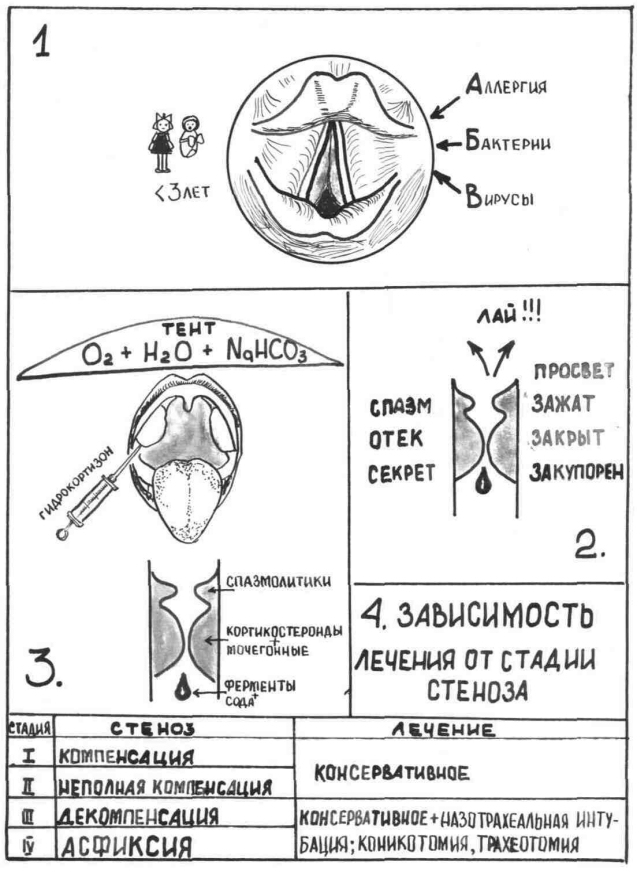 1
Аллергия
Бактерии
Вирусы
<3 лет
ТЕНТ
O₂ + H₂O + NaHCO₃
ГИДРОКОРТИЗОН
СПАЗМОЛИТИКИ
КОРТИКОСТЕРОИДЫ
+
МОЧЕГОННЫЕ
ФЕРМЕНТЫ
+
СОДА
3.
ЛАЙ!!!
ПРОСВЕТ
СПАЗМ ЗАЖАТ
ОТЕК ЗАКРЫТ
СЕКРЕТ ЗАКУПОРЕН
2.
4. ЗАВИСИМОСТЬ
ЛЕЧЕНИЯ ОТ СТАДИИ
СТЕНОЗА
СТАДИЯ СТЕНОЗ ЛЕЧЕНИЕ
I КОМПЕНСАЦИЯ
КОНСЕРВАТИВНОЕ
II НЕПОЛНАЯ КОМПЕНСАЦИЯ
III ДЕКОМПЕНСАЦИЯ КОНСЕРВАТИВНОЕ+НАЗОТРАХЕАЛЬНАЯ ИНТУ-
IV АСФИКСИЯ БАЦИЯ; КОНИКОТОМИЯ, ТРАХЕОТОМИЯ